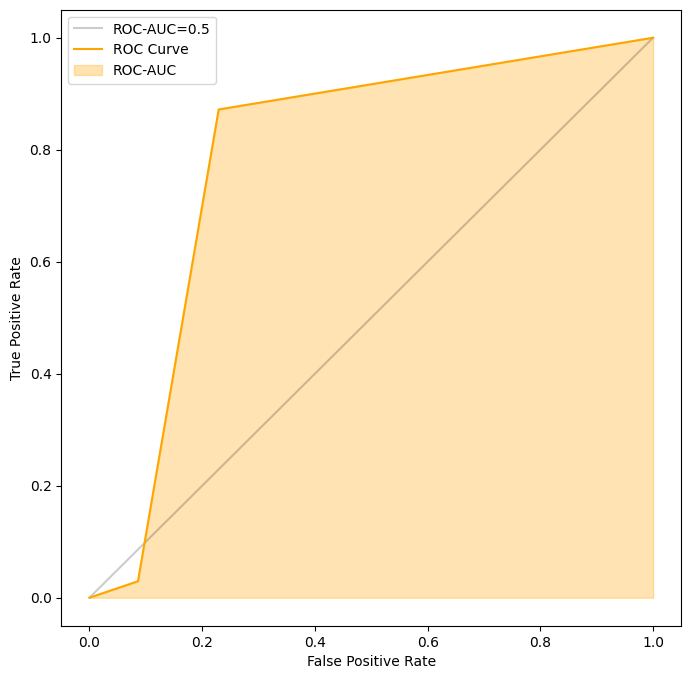 ROC-AUC=0.5
ROC Curve
ROC-AUC
1.0
0.8
0.6
0.4
0.2
0.0
True Positive Rate
0.0 0.2 0.4 0.6 0.8 1.0
False Positive Rate